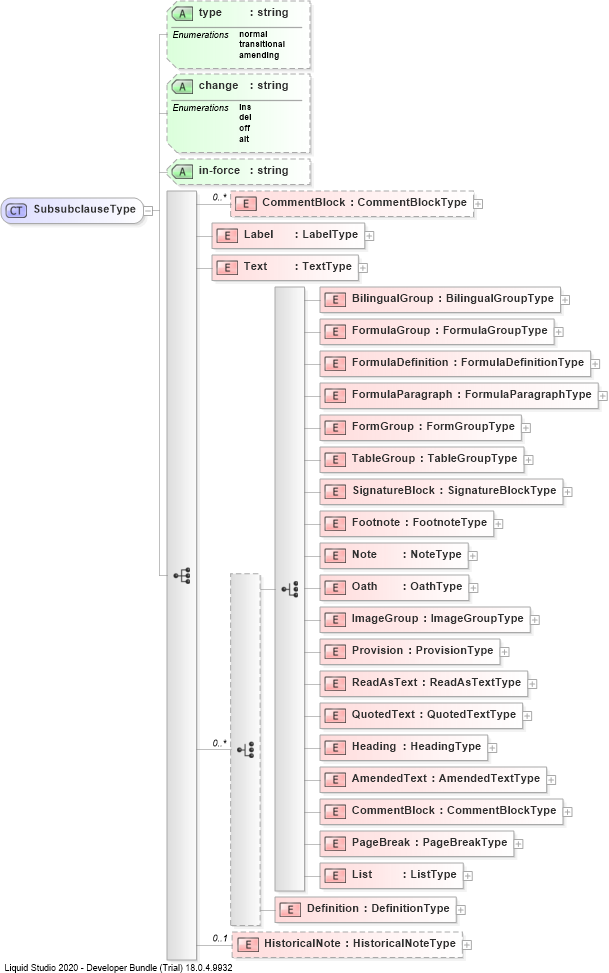 A type : string
Enumerations normal
transitional
amending
A change : string
Enumerations ins
del
off
alt
A in-force : string
CT SubsubclauseType
0..* E CommentBlock : CommentBlockType
E Label : LabelType
E Text : TextType
E BilingualGroup : BilingualGroupType
E FormulaGroup : FormulaGroupType
E FormulaDefinition : FormulaDefinitionType
E FormulaParagraph : FormulaParagraphType
E FormGroup : FormGroupType
E TableGroup : TableGroupType
E SignatureBlock : SignatureBlockType
E Footnote : FootnoteType
E Note : NoteType
E Oath : OathType
E ImageGroup : ImageGroupType
E Provision : ProvisionType
E ReadAsText : ReadAsTextType
E QuotedText : QuotedTextType
0..*
E Heading : HeadingType
E AmendedText : AmendedTextType
E CommentBlock : CommentBlockType
E PageBreak : PageBreakType
E List : ListType
E Definition : DefinitionType
0..1 E HistoricalNote : HistoricalNoteType
Liquid Studio 2020 - Developer Bundle (Trial) 18.0.4.9932